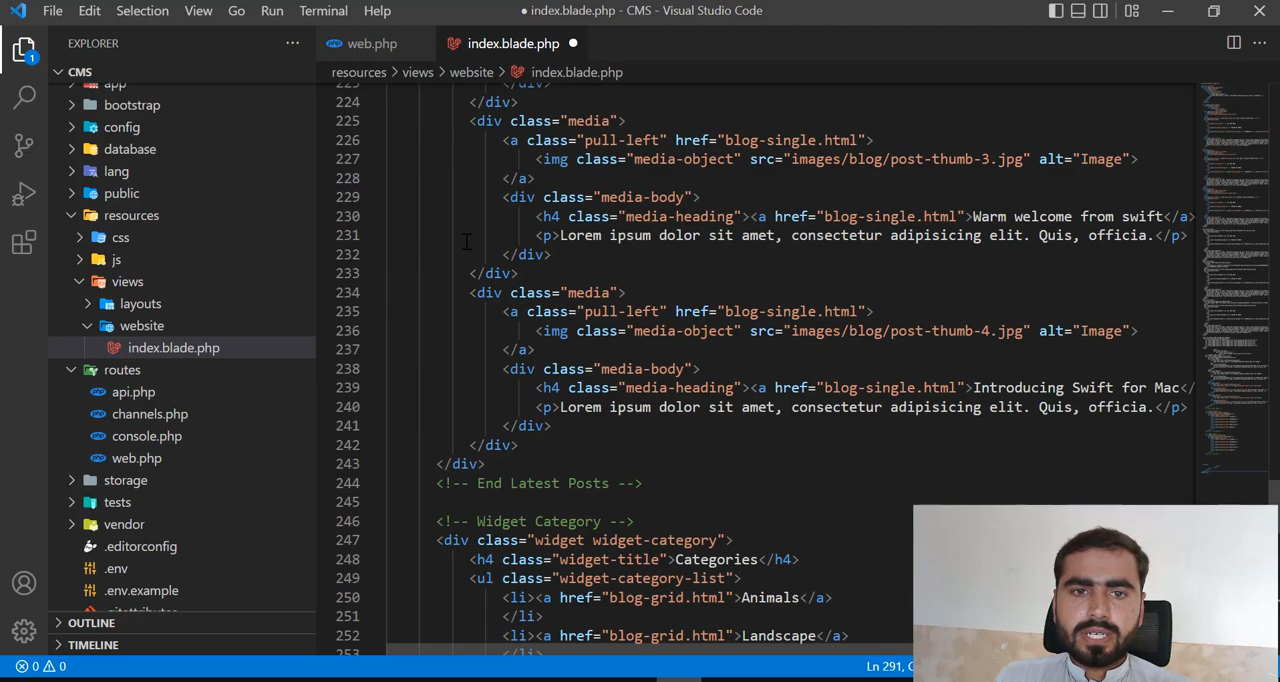 File Edit Selection View Go Run Terminal Help
● index.blade.php - CMS - Visual Studio Code
EXPLORER
web.php
index.blade.php
CMS
resources > views > website > index.blade.php
app
bootstrap
config
database
lang
public
resources
css
js
views
layouts
website
index.blade.php
routes
api.php
channels.php
console.php
web.php
storage
tests
vendor
.editorconfig
.env
.env.example
.gitattributes
OUTLINE
TIMELINE
1
223 </div>
224 </div>
225 <div class="media">
226 <a class="pull-left" href="blog-single.html">
227 <img class="media-object" src="images/blog/post-thumb-3.jpg" alt="Image">
228 </a>
229 <div class="media-body">
230 <h4 class="media-heading"><a href="blog-single.html">Warm welcome from swift</a>
231 <p>Lorem ipsum dolor sit amet, consectetur adipisicing elit. Quis, officia.</p>
232 </div>
233 </div>
234 <div class="media">
235 <a class="pull-left" href="blog-single.html">
236 <img class="media-object" src="images/blog/post-thumb-4.jpg" alt="Image">
237 </a>
238 <div class="media-body">
239 <h4 class="media-heading"><a href="blog-single.html">Introducing Swift for Mac</
240 <p>Lorem ipsum dolor sit amet, consectetur adipisicing elit. Quis, officia.</p>
241 </div>
242 </div>
243 </div>
244 <!-- End Latest Posts -->
245
246 <!-- Widget Category -->
247 <div class="widget widget-category">
248 <h4 class="widget-title">Categories</h4>
249 <ul class="widget-category-list">
250 <li><a href="blog-grid.html">Animals</a>
251 </li>
252 <li><a href="blog-grid.html">Landscape</a>
253 </li>
0 0
Ln 291,